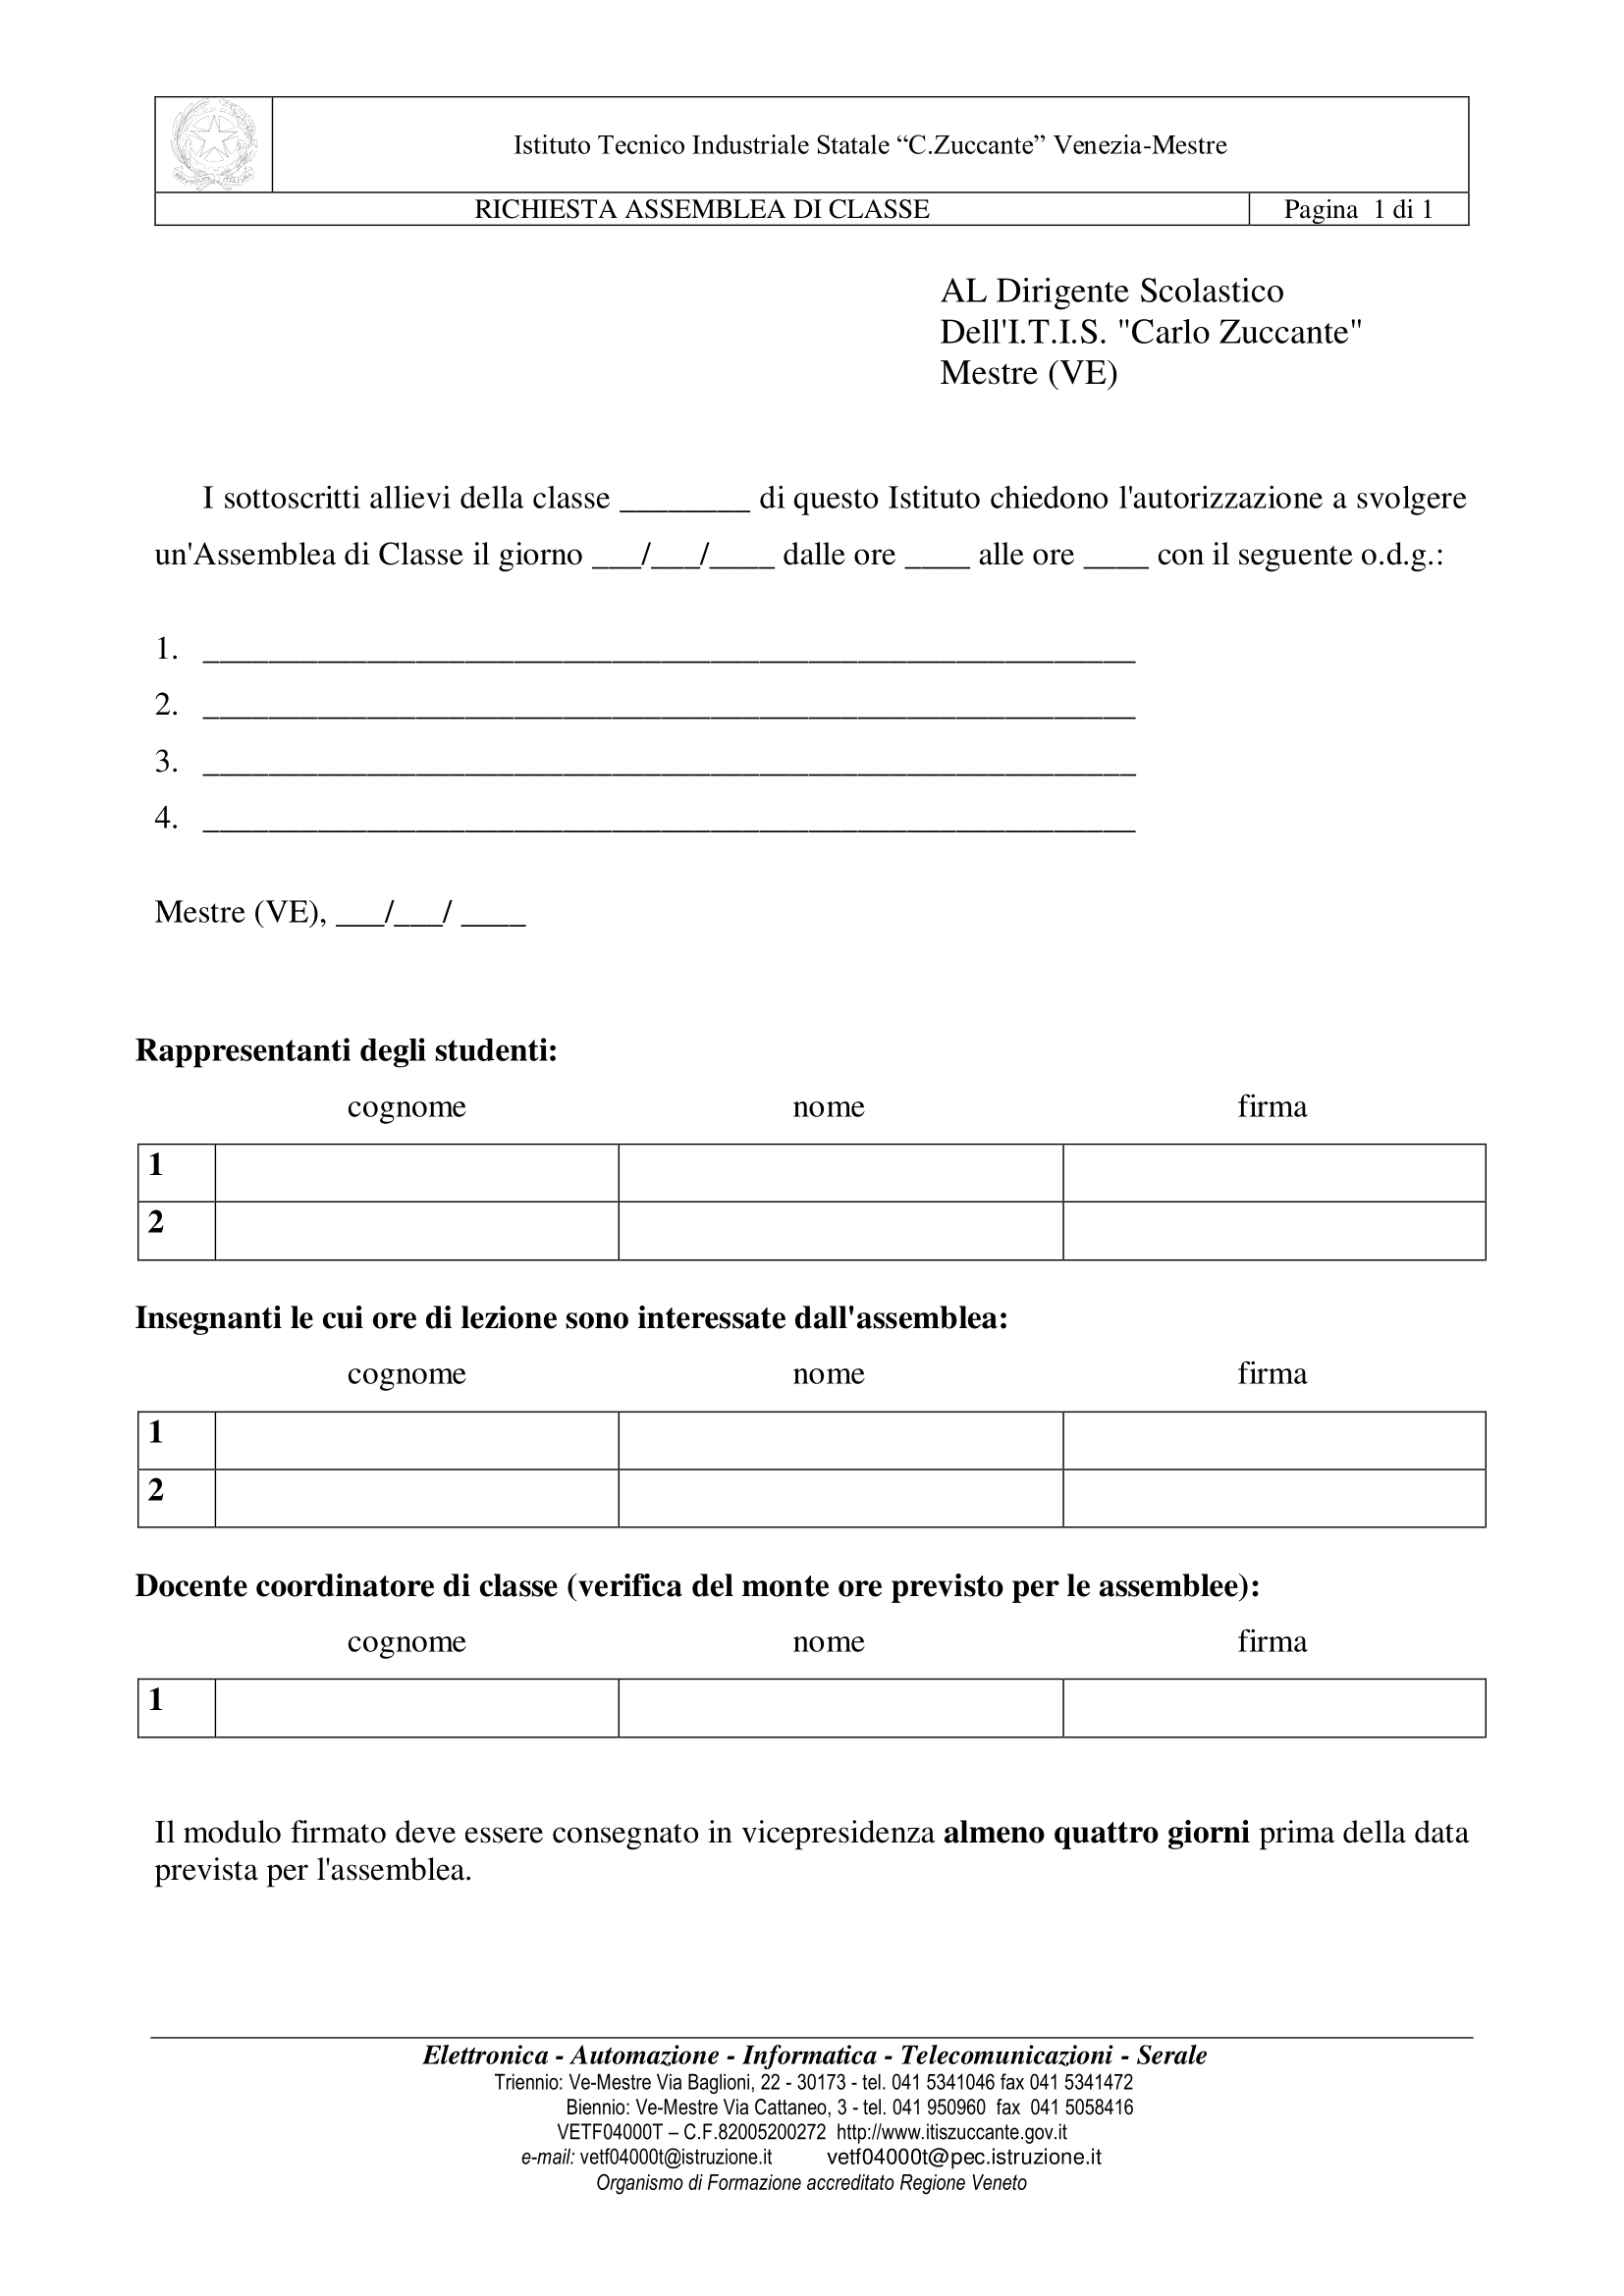 Istituto Tecnico Industriale Statale “C.Zuccante” Venezia-Mestre
RICHIESTA ASSEMBLEA DI CLASSE Pagina 1 di 1
AL Dirigente Scolastico
Dell'I.T.I.S. "Carlo Zuccante"
Mestre (VE)
I sottoscritti allievi della classe ________ di questo Istituto chiedono l'autorizzazione a svolgere
un'Assemblea di Classe il giorno ___/___/____ dalle ore ____ alle ore ____ con il seguente o.d.g.:
1. _________________________________________________________
2. _________________________________________________________
3. _________________________________________________________
4. _________________________________________________________
Mestre (VE), ___/___/ ____
Rappresentanti degli studenti:
cognome nome firma
1
2
Insegnanti le cui ore di lezione sono interessate dall'assemblea:
cognome nome firma
1
2
Docente coordinatore di classe (verifica del monte ore previsto per le assemblee):
cognome nome firma
1
Il modulo firmato deve essere consegnato in vicepresidenza almeno quattro giorni prima della data
prevista per l'assemblea.
Elettronica - Automazione - Informatica - Telecomunicazioni - Serale
Triennio: Ve-Mestre Via Baglioni, 22 - 30173 - tel. 041 5341046 fax 041 5341472
Biennio: Ve-Mestre Via Cattaneo, 3 - tel. 041 950960 fax 041 5058416
VETF04000T – C.F.82005200272 http://www.itiszuccante.gov.it
e-mail: vetf04000t@istruzione.it vetf04000t@pec.istruzione.it
Organismo di Formazione accreditato Regione Veneto